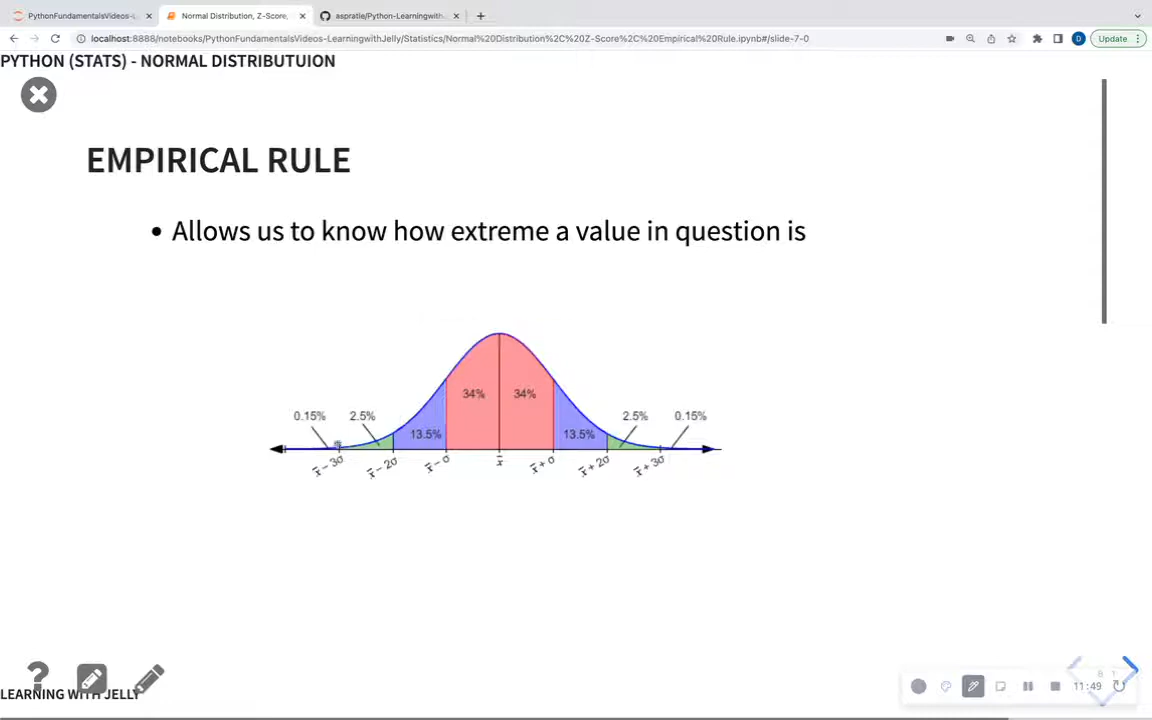 PythonFundamentalsVideos-L
Normal Distribution, Z-Score,
aspratie/Python-Learningwith
localhost:8888/notebooks/PythonFundamentalsVideos-LearningwithJelly/Statistics/Normal%20Distribution%2C%20Z-Score%2C%20Empirical%20Rule.ipynb#/slide-7-0
D
Update
PYTHON (STATS) - NORMAL DISTRIBUTUION
EMPIRICAL RULE
• Allows us to know how extreme a value in question is
34% 34%
0.15% 2.5% 2.5% 0.15%
13.5% 13.5%
x̄ − 3σ x̄ − 2σ x̄ − σ x̄ x̄ + σ x̄ + 2σ x̄ + 3σ
?
8 1
11:49
LEARNING WITH JELLY